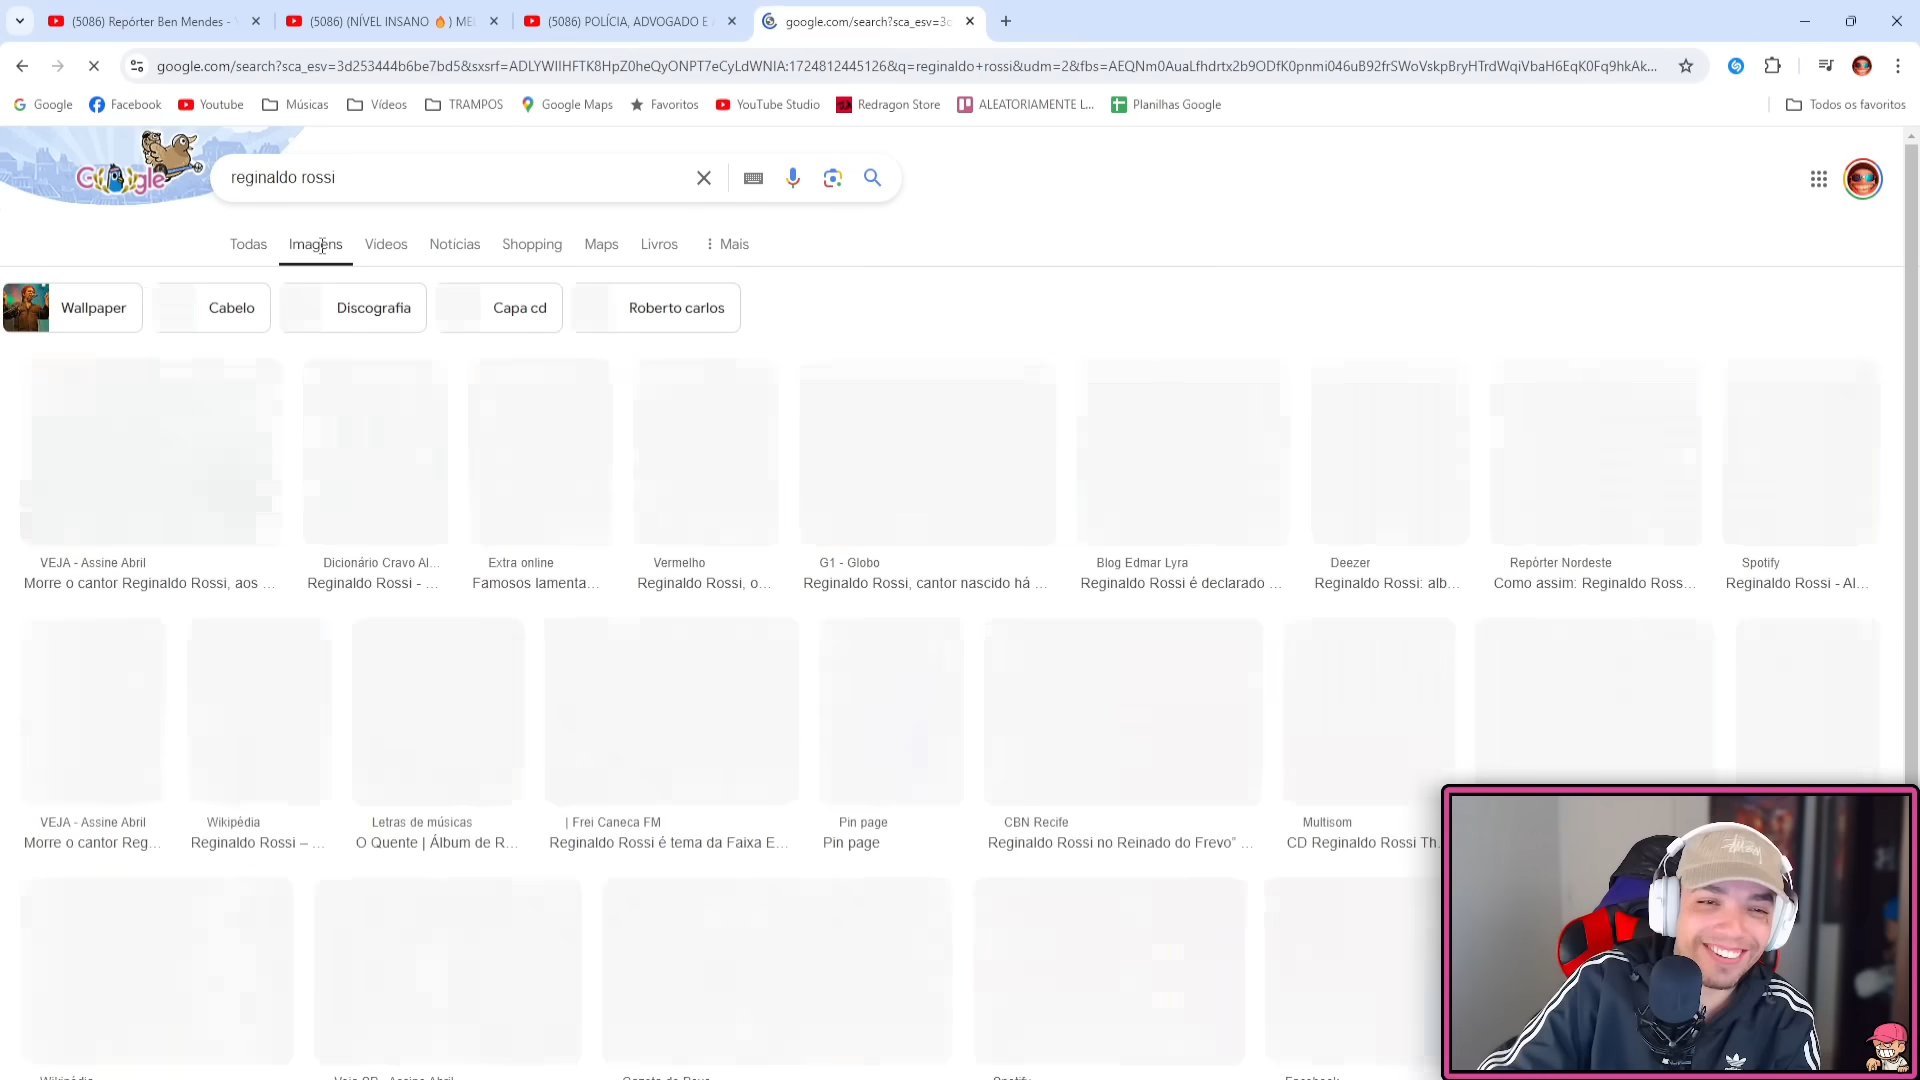 (5086) Repórter Ben Mendes -
(5086) (NÍVEL INSANO 🔥) ME
(5086) POLÍCIA, ADVOGADO E
google.com/search?sca_esv=3
google.com/search?sca_esv=3d253444b6be7bd5&sxsrf=ADLYWIIHFTK8HpZ0heQyONPT7eCyLdWNIA:1724812445126&q=reginaldo+rossi&udm=2&fbs=AEQNm0AuaLfhdrtx2b9ODfK0pnmi046uB92frSWoVskpBryHTrdWqiVbaH6EqK0Fq9hkAk...
Google
Facebook
Youtube
Músicas
Vídeos
TRAMPOS
Google Maps
Favoritos
YouTube Studio
Redragon Store
ALEATORIAMENTE L...
Planilhas Google
Todos os favoritos
Google
reginaldo rossi
Todas
Imagens
Vídeos
Notícias
Shopping
Maps
Livros
Mais
Wallpaper
Cabelo
Discografia
Capa cd
Roberto carlos
VEJA - Assine Abril
Morre o cantor Reginaldo Rossi, aos ...
Dicionário Cravo Al...
Reginaldo Rossi - ...
Extra online
Famosos lamenta...
Vermelho
Reginaldo Rossi, o...
G1 - Globo
Reginaldo Rossi, cantor nascido há ...
Blog Edmar Lyra
Reginaldo Rossi é declarado ...
Deezer
Reginaldo Rossi: alb...
Repórter Nordeste
Como assim: Reginaldo Ross...
Spotify
Reginaldo Rossi - Al...
VEJA - Assine Abril
Morre o cantor Reg...
Wikipédia
Reginaldo Rossi – ...
Letras de músicas
O Quente | Álbum de R...
| Frei Caneca FM
Reginaldo Rossi é tema da Faixa E...
Pin page
Pin page
CBN Recife
Reginaldo Rossi no Reinado do Frevo" ...
Multisom
CD Reginaldo Rossi Th...